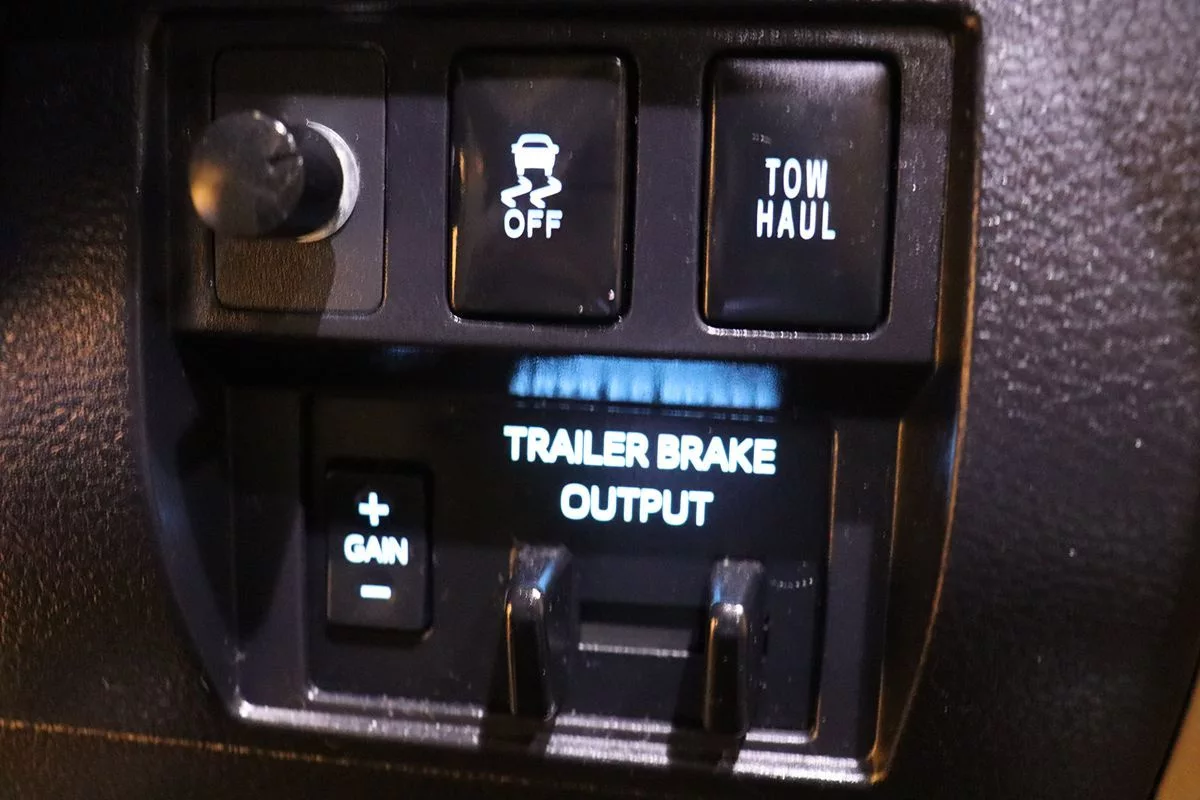 OFF
TOW
HAUL
TRAILER BRAKE
OUTPUT
+
GAIN
-